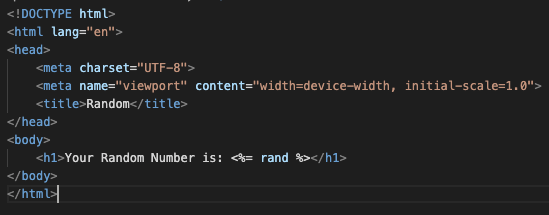 <!DOCTYPE html>
<html lang="en">
<head>
    <meta charset="UTF-8">
    <meta name="viewport" content="width=device-width, initial-scale=1.0">
    <title>Random</title>
</head>
<body>
    <h1>Your Random Number is: <%= rand %></h1>
</body>
</html>